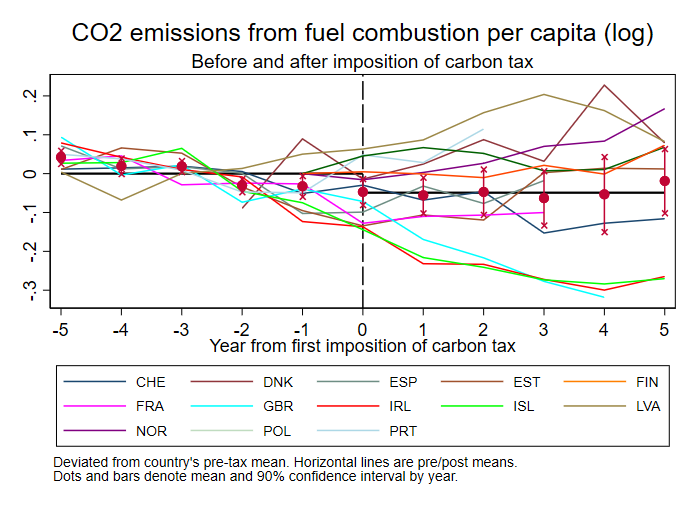 CO2 emissions from fuel combustion per capita (log)
Before and after imposition of carbon tax
.2
.1
0
-.1
-.2
-.3
-5 -4 -3 -2 -1 0 1 2 3 4 5
Year from first imposition of carbon tax
CHE DNK ESP EST FIN
FRA GBR IRL ISL LVA
NOR POL PRT
Deviated from country's pre-tax mean. Horizontal lines are pre/post means.
Dots and bars denote mean and 90% confidence interval by year.